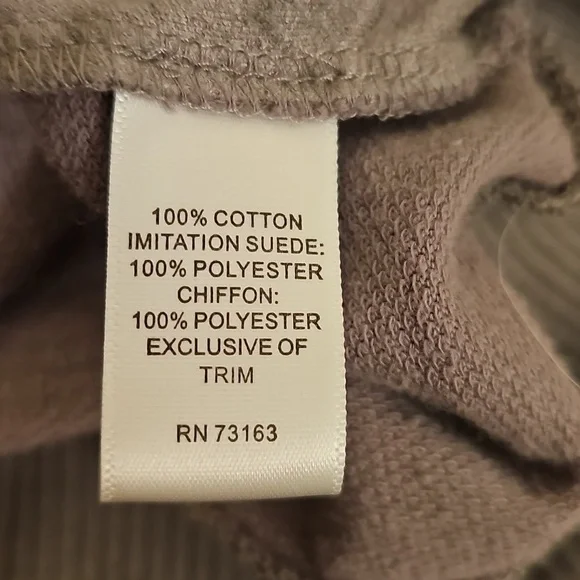 100% COTTON
IMITATION SUEDE:
100% POLYESTER
CHIFFON:
100% POLYESTER
EXCLUSIVE OF
TRIM
RN 73163